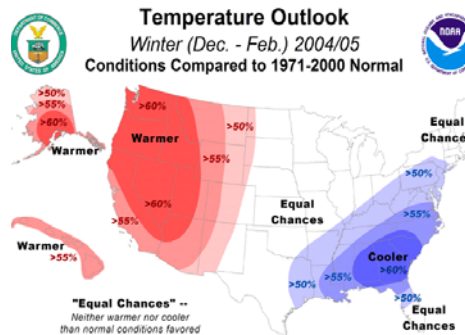 Temperature Outlook
Winter (Dec. - Feb.) 2004/05
Conditions Compared to 1971-2000 Normal
NOAA
>50%
>55%
>60%
Warmer
>60%
Warmer
>50%
>55%
>60%
>55%
Equal
Chances
>50%
Equal
Chances
>55%
Cooler
>60%
>55%
>50%
>50%
Equal
Chances
Warmer
>55%
"Equal Chances" --
Neither warmer nor cooler
than normal conditions favored